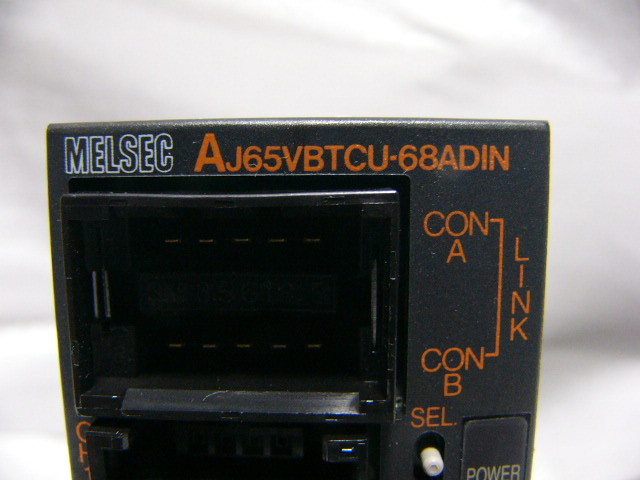 MELSEC AJ65VBTCU-68ADIN
CON A
LINK
CON B
SEL.
POWER